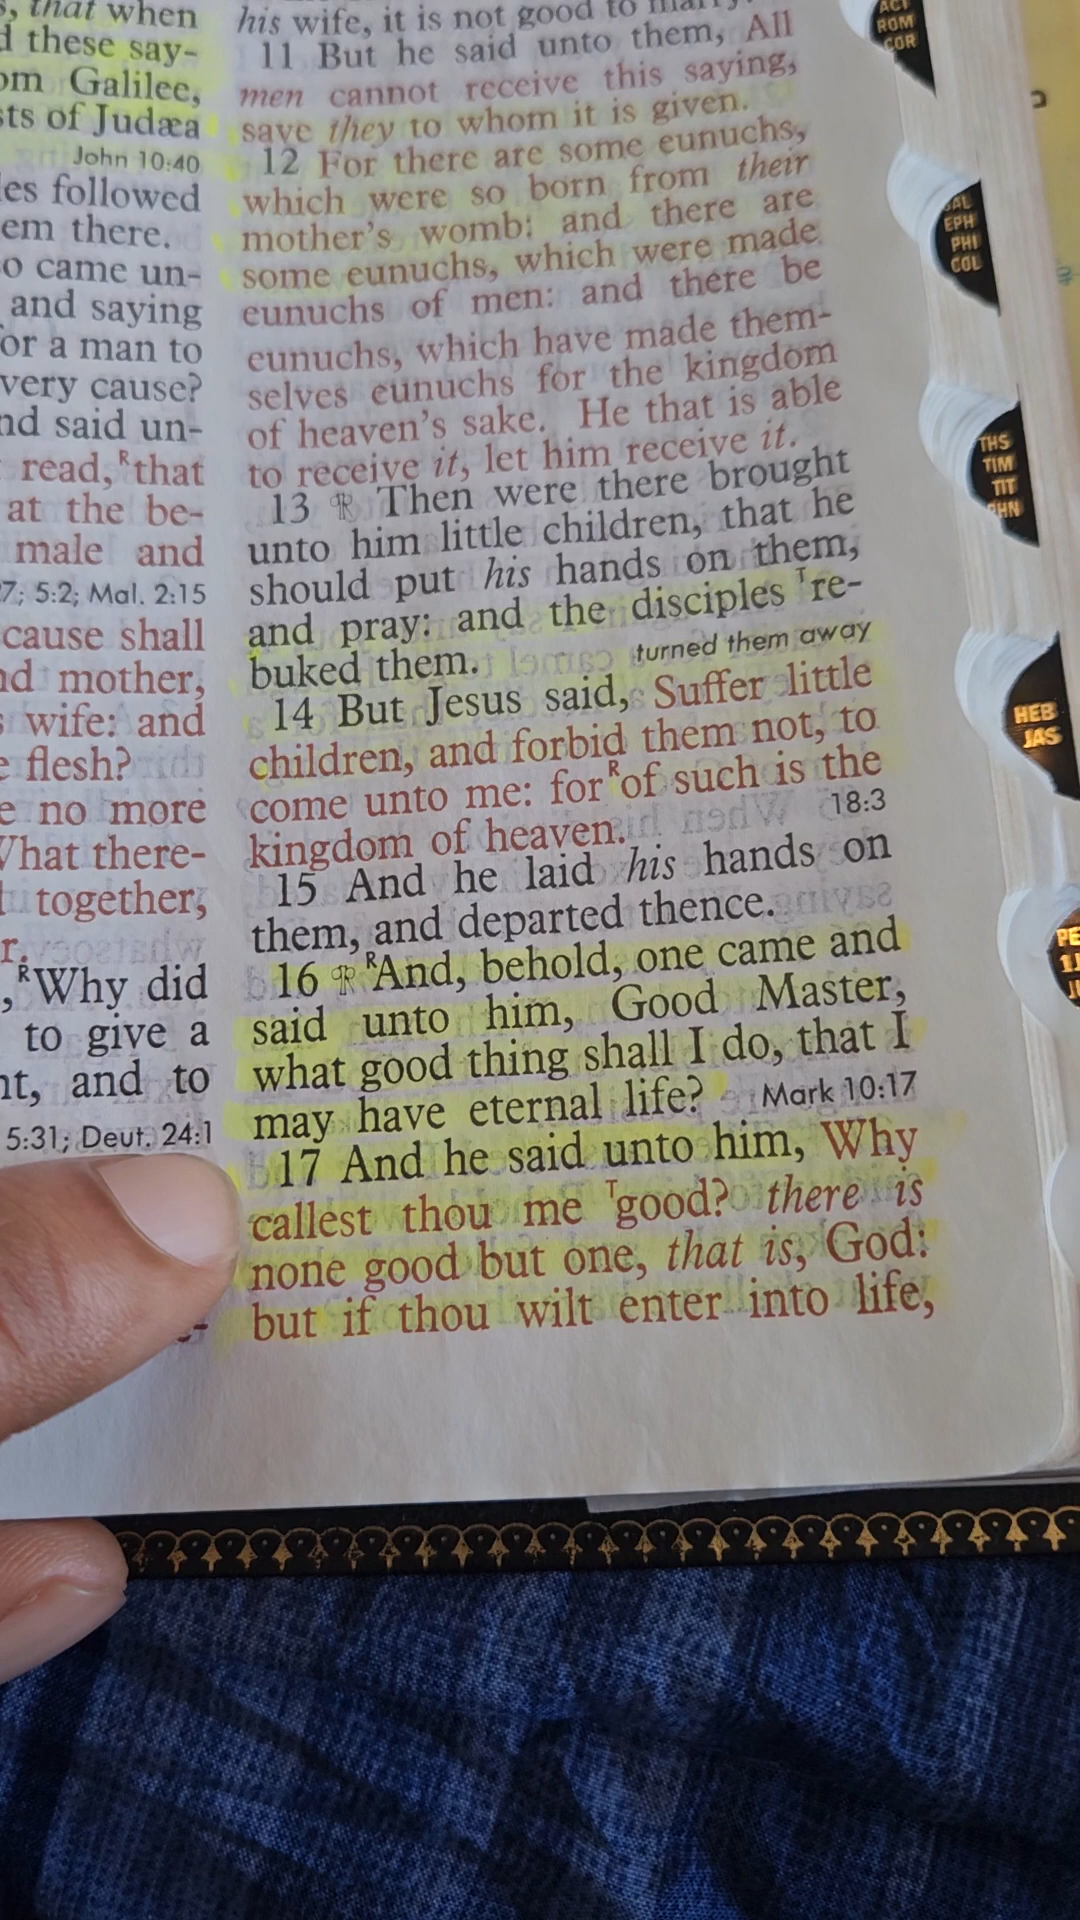 that when
these say-
Galilee,
sts of Judæa
John 10:40
les followed
em there.
o came un-
and saying
or a man to
very cause?
nd said un-
read, ᴿthat
at the be-
male and
7; 5:2; Mal. 2:15
cause shall
nd mother,
wife: and
flesh?
e no more
What there-
together,
r.
, ᴿWhy did
to give a
nt, and to
5:31; Deut. 24:1
his wife, it is not good to
11 But he said unto them, All
men cannot receive this saying,
save they to whom it is given.
12 For there are some eunuchs,
which were so born from their
mother's womb: and there are
some eunuchs, which were made
eunuchs of men: and there be
eunuchs, which have made them-
selves eunuchs for the kingdom
of heaven's sake. He that is able
to receive it, let him receive it.
13 ¶ Then were there brought
unto him little children, that he
should put his hands on them,
and pray: and the disciples ᵀre-
buked them. turned them away
14 But Jesus said, Suffer little
children, and forbid them not, to
come unto me: for ᴿof such is the
kingdom of heaven. 18:3
15 And he laid his hands on
them, and departed thence.
16 ¶ ᴿAnd, behold, one came and
said unto him, Good Master,
what good thing shall I do, that I
may have eternal life? Mark 10:17
17 And he said unto him, Why
callest thou me ᵀgood? there is
none good but one, that is, God:
but if thou wilt enter into life,
ACT
ROM
COR
GAL
EPH
PHI
COL
THS
TIM
TIT
PHN
HEB
JAS
PE